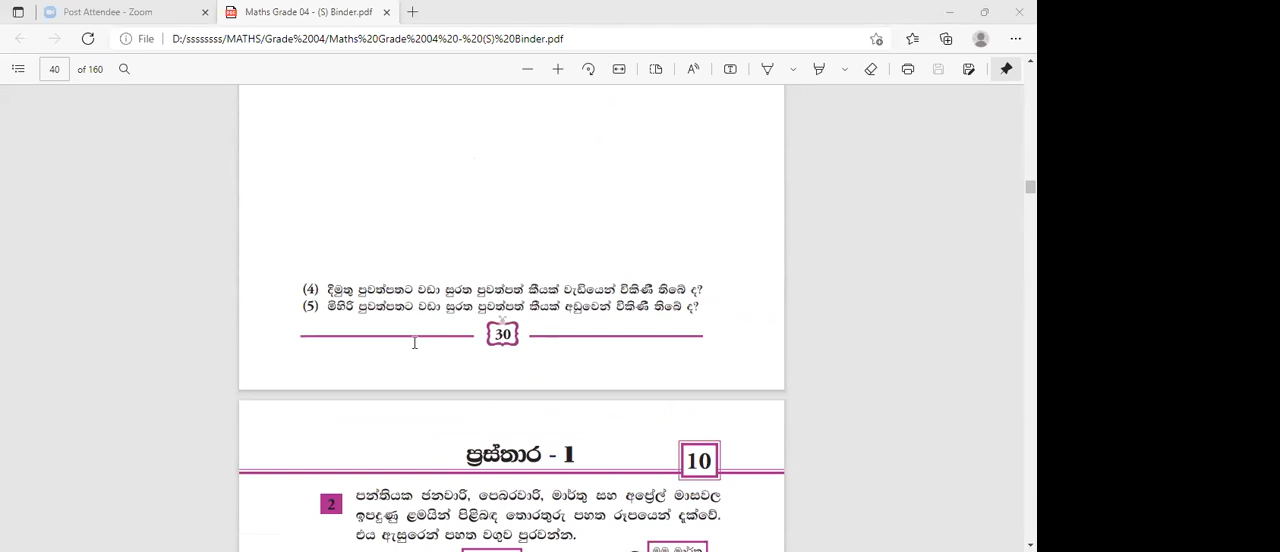 Post Attendee - Zoom
Maths Grade 04 - (S) Binder.pdf
File D:/ssssssss/MATHS/Grade%2004/Maths%20Grade%2004%20-%20(S)%20Binder.pdf
40 of 160
(4) දිමුතු පුවත්පතට වඩා සුරත පුවත්පත් කීයක් වැඩියෙන් විකිණී තිබේ ද?
(5) මිහිරි පුවත්පතට වඩා සුරත පුවත්පත් කීයක් අඩුවෙන් විකිණී තිබේ ද?
30
ප්‍රස්තාර - 1
10
2 පන්තියක ජනවාරි, පෙබරවාරි, මාර්තු සහ අප්‍රේල් මාසවල
ඉපදුණු ළමයින් පිළිබඳ තොරතුරු පහත රූපයෙන් දැක්වේ.
එය ඇසුරෙන් පහත වගුව පුරවන්න.
මම මාර්තු